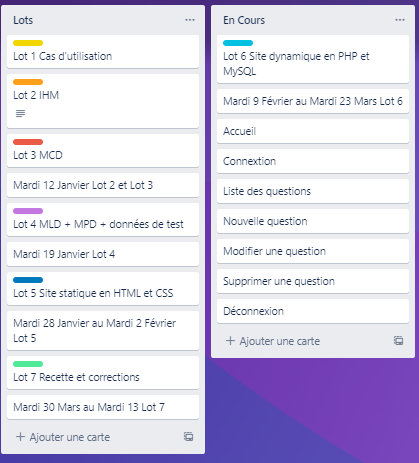 Lots
Lot 1 Cas d'utilisation
Lot 2 IHM
Lot 3 MCD
Mardi 12 Janvier Lot 2 et Lot 3
Lot 4 MLD + MPD + données de test
Mardi 19 Janvier Lot 4
Lot 5 Site statique en HTML et CSS
Mardi 28 Janvier au Mardi 2 Février
Lot 5
Lot 7 Recette et corrections
Mardi 30 Mars au Mardi 13 Lot 7
+ Ajouter une carte
En Cours
Lot 6 Site dynamique en PHP et
MySQL
Mardi 9 Février au Mardi 23 Mars Lot 6
Accueil
Connextion
Liste des questions
Nouvelle question
Modifier une question
Supprimer une question
Déconnexion
+ Ajouter une carte